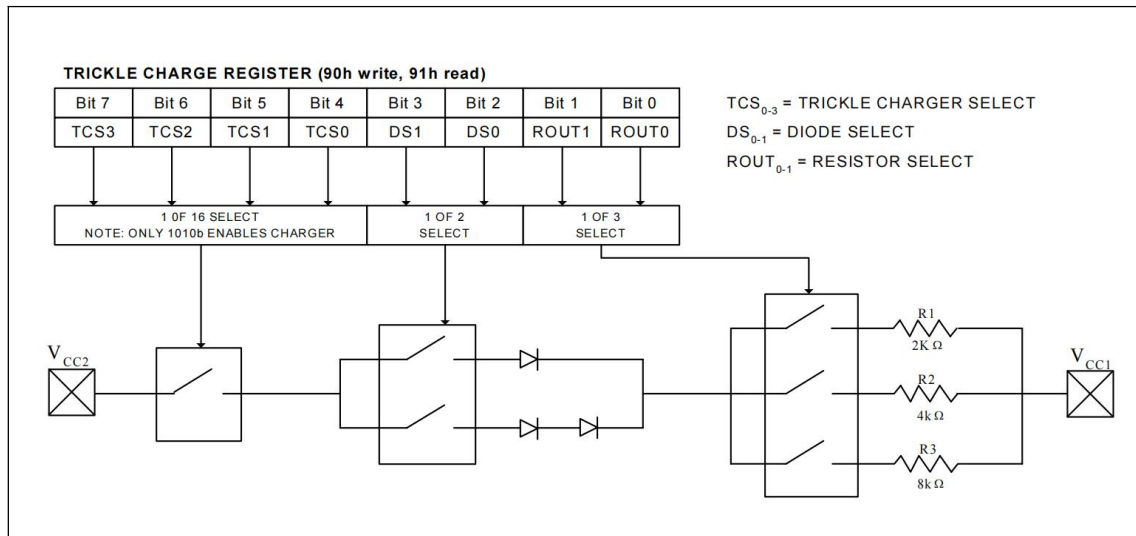 TRICKLE CHARGE REGISTER (90h write, 91h read)
Bit 7 Bit 6 Bit 5 Bit 4 Bit 3 Bit 2 Bit 1 Bit 0
TCS3 TCS2 TCS1 TCS0 DS1 DS0 ROUT1 ROUT0
TCS0-3 = TRICKLE CHARGER SELECT
DS0-1 = DIODE SELECT
ROUT0-1 = RESISTOR SELECT
1 0F 16 SELECT
NOTE: ONLY 1010b ENABLES CHARGER
1 OF 2
SELECT
1 OF 3
SELECT
VCC2
R1
2K Ω
R2
4k Ω
R3
8k Ω
VCC1